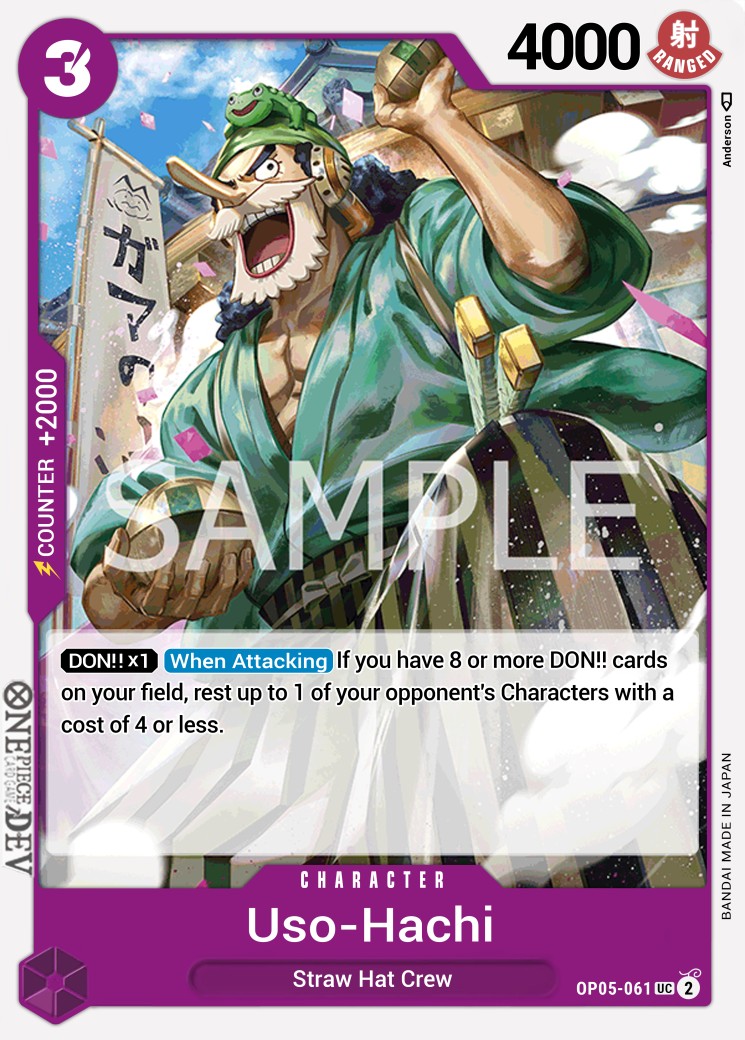 3
4000
射
RANGED
Anderson
ガマの
COUNTER +2000
SAMPLE
DON!! x1 When Attacking If you have 8 or more DON!! cards
on your field, rest up to 1 of your opponent's Characters with a
cost of 4 or less.
ONE PIECE
CARD GAME
DEV
BANDAI MADE IN JAPAN
CHARACTER
Uso-Hachi
Straw Hat Crew
OP05-061 UC 2